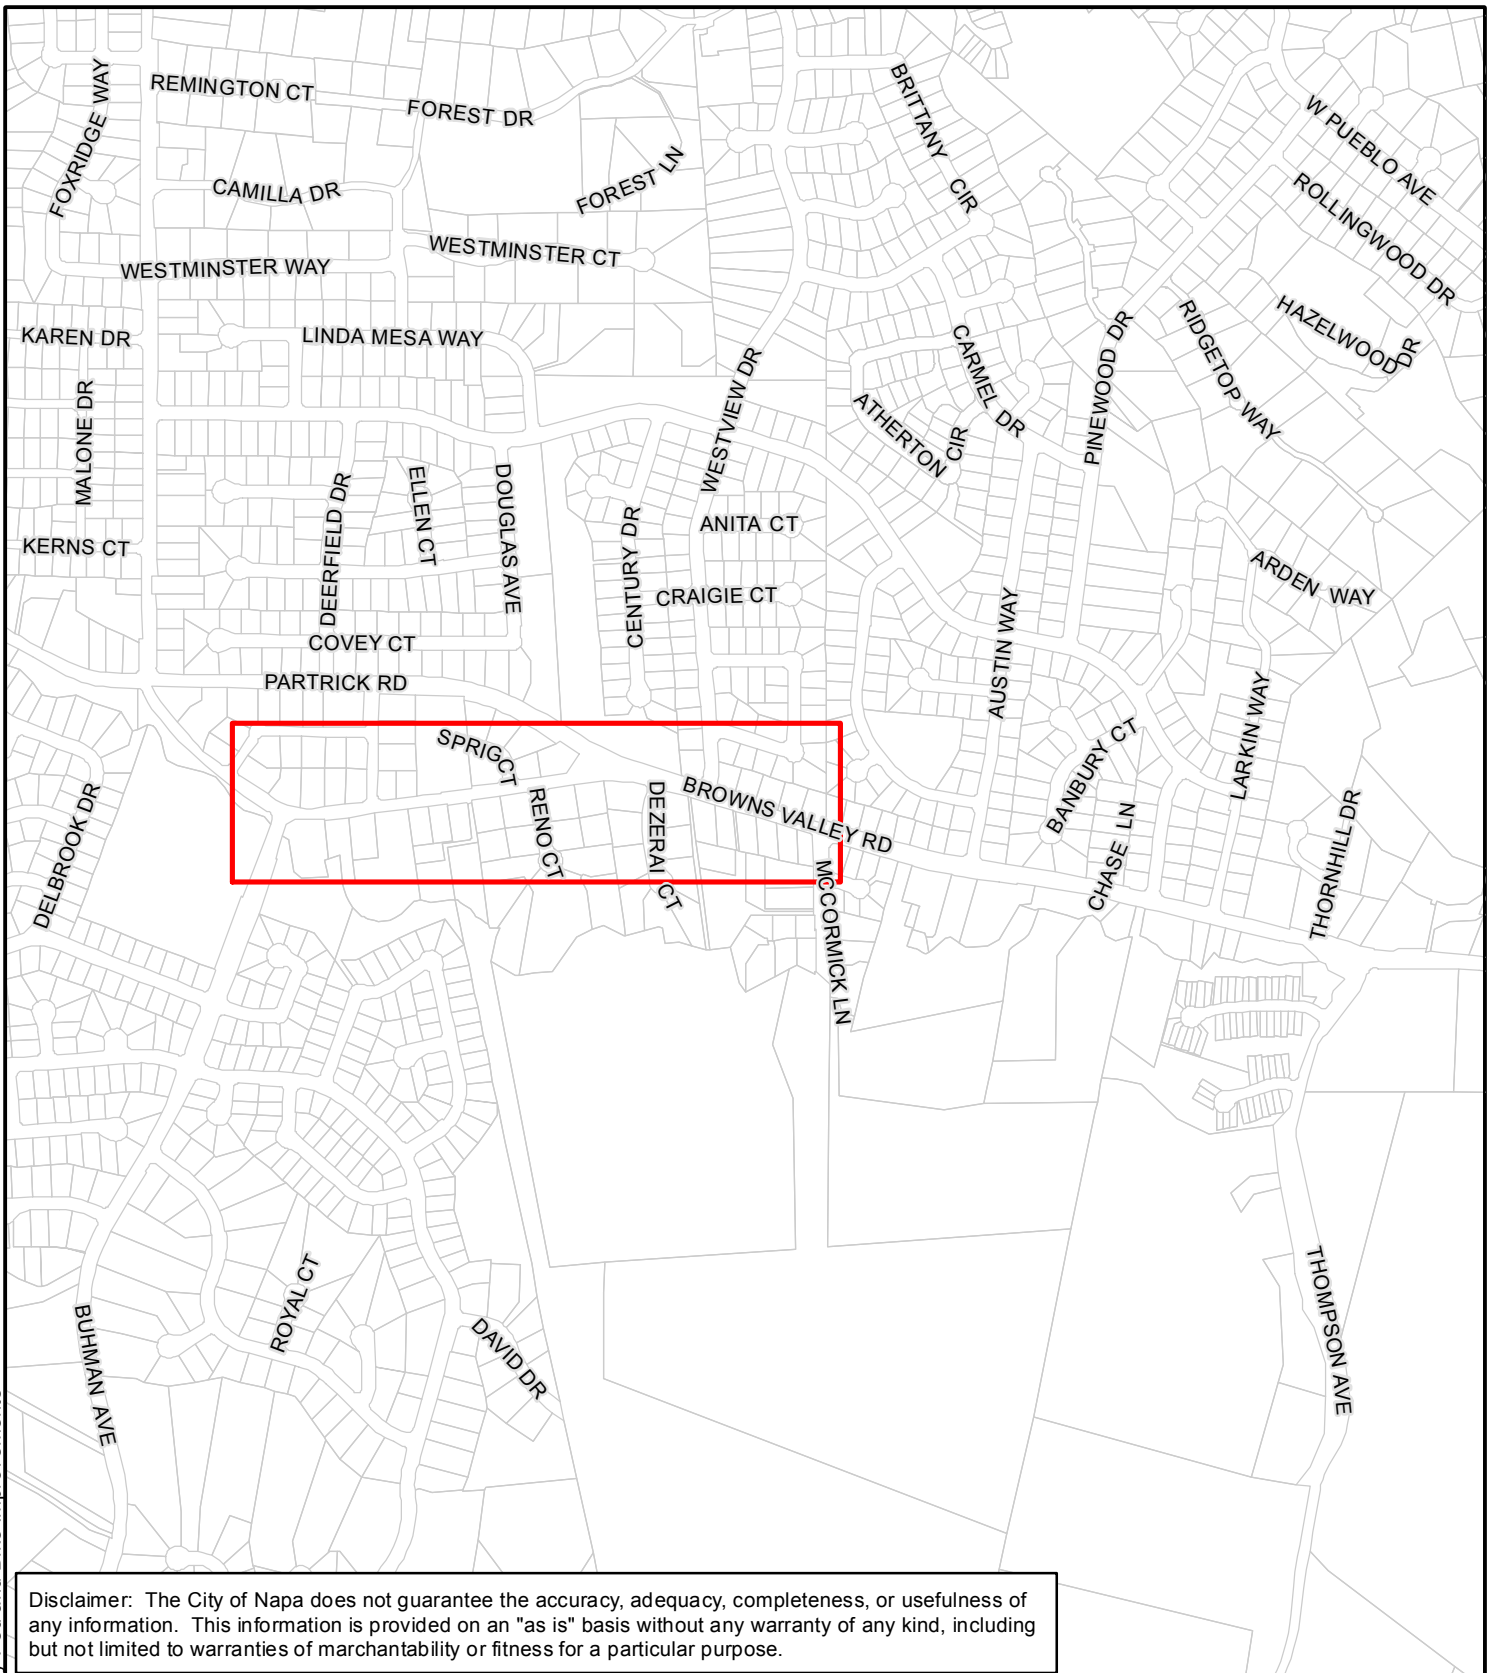 REMINGTON CT
FOREST DR
FOXRIDGE WAY
BRITTANY CIR
W PUEBLO AVE
FOREST LN
CAMILLA DR
ROLLINGWOOD DR
WESTMINSTER CT
WESTMINSTER WAY
HAZELWOOD DR
KAREN DR
LINDA MESA WAY
CARMEL DR
PINEWOOD DR
RIDGETOP WAY
WESTVIEW DR
MALONE DR
ATHERTON CIR
DEERFIELD DR
ELLEN CT
DOUGLAS AVE
ANITA CT
KERNS CT
CENTURY DR
CRAIGIE CT
ARDEN WAY
AUSTIN WAY
COVEY CT
PARTRICK RD
LARKIN WAY
SPRIG CT
BANBURY CT
RENO CT
DEZERAI CT
BROWNS VALLEY RD
DELBROOK DR
CHASE LN
THORNHILL DR
MCCORMICK LN
ROYAL CT
BUHMAN AVE
DAVID DR
THOMPSON AVE
Disclaimer: The City of Napa does not guarantee the accuracy, adequacy, completeness, or usefulness of
any information. This information is provided on an "as is" basis without any warranty of any kind, including
but not limited to warranties of marchantability or fitness for a particular purpose.